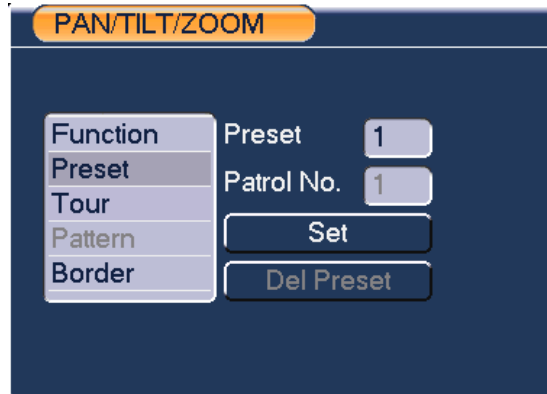 PAN/TILT/ZOOM
Function
Preset
Tour
Pattern
Border
Preset 1
Patrol No. 1
Set
Del Preset